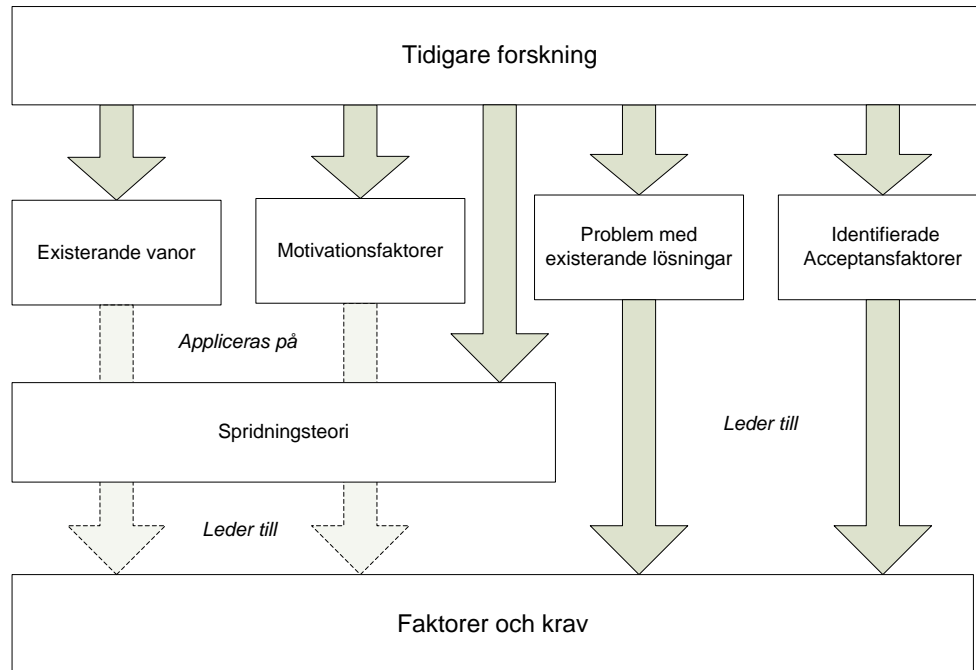 Tidigare forskning
Existerande vanor
Motivationsfaktorer
Problem med
existerande lösningar
Identifierade
Acceptansfaktorer
Appliceras på
Spridningsteori
Leder till
Leder till
Faktorer och krav